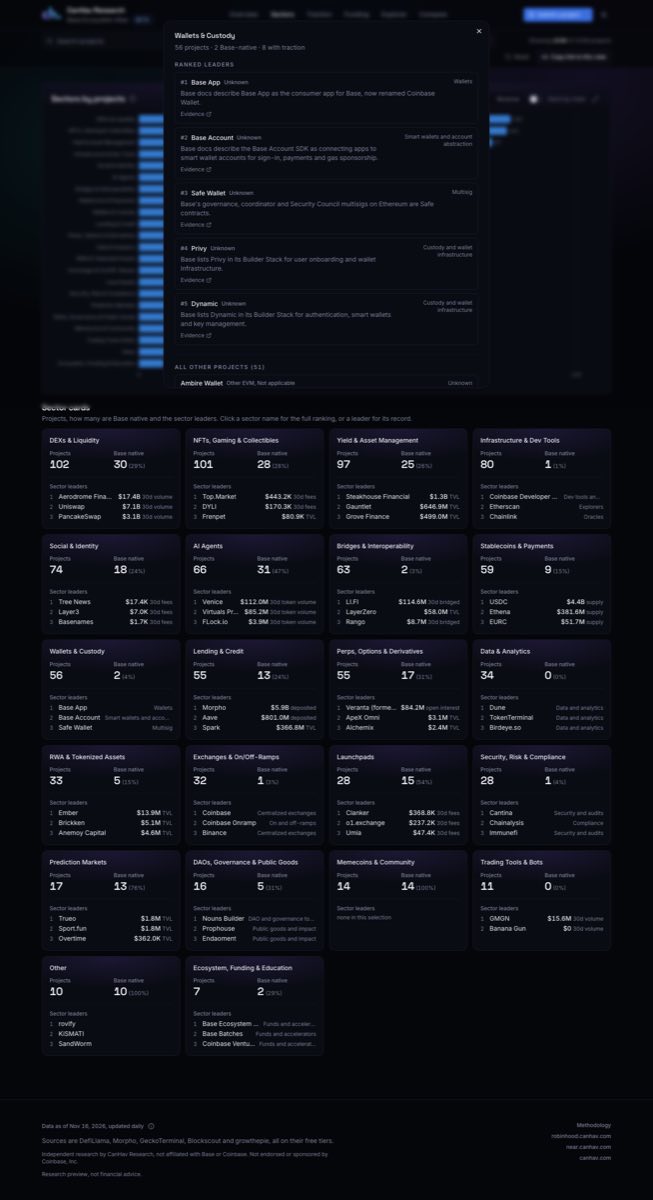 CanHav Research
Overview Sectors Traction Funding Explorer Compare
Search projects
Wallets & Custody
56 projects · 2 Base-native · 8 with traction
RANKED LEADERS
#1 Base App Unknown Wallets
Base docs describe Base App as the consumer app for Base, now renamed Coinbase
Wallet.
Evidence
#2 Base Account Unknown Smart wallets and account
abstraction
Base docs describe the Base Account SDK as connecting apps to
smart wallet accounts for sign-in, payments and gas sponsorship.
Evidence
#3 Safe Wallet Unknown Multisig
Base's governance, coordinator and Security Council multisigs on Ethereum are Safe
contracts.
Evidence
#4 Privy Unknown Custody and wallet
infrastructure
Base lists Privy in its Builder Stack for user onboarding and wallet
infrastructure.
Evidence
#5 Dynamic Unknown Custody and wallet
infrastructure
Base lists Dynamic in its Builder Stack for authentication, smart wallets
and key management.
Evidence
ALL OTHER PROJECTS (51)
Ambire Wallet Other EVM, Not applicable Unknown
Sectors by projects
Sector cards
Projects, how many are Base native and the sector leaders. Click a sector name for the full ranking, or a leader for its record.
DEXs & Liquidity
Projects Base native
102 30 (29%)
Sector leaders
1 Aerodrome Fina... $17.4B 30d volume
2 Uniswap $7.1B 30d volume
3 PancakeSwap $3.1B 30d volume
NFTs, Gaming & Collectibles
Projects Base native
101 28 (28%)
Sector leaders
1 Top.Market $443.2K 30d fees
2 DYLI $170.3K 30d fees
3 Frenpet $80.9K TVL
Yield & Asset Management
Projects Base native
97 25 (26%)
Sector leaders
1 Steakhouse Financial $1.3B TVL
2 Gauntlet $646.9M TVL
3 Grove Finance $499.0M TVL
Infrastructure & Dev Tools
Projects Base native
80 1 (1%)
Sector leaders
1 Coinbase Developer ... Dev tools an...
2 Etherscan Explorers
3 Chainlink Oracles
Social & Identity
Projects Base native
74 18 (24%)
Sector leaders
1 Tree News $17.4K 30d fees
2 Layer3 $7.0K 30d fees
3 Basenames $1.7K 30d fees
AI Agents
Projects Base native
66 31 (47%)
Sector leaders
1 Venice $112.0M 30d token volume
2 Virtuals Pr... $85.2M 30d token volume
3 FLock.io $3.9M 30d token volume
Bridges & Interoperability
Projects Base native
63 2 (3%)
Sector leaders
1 LI.FI $114.6M 30d bridged
2 LayerZero $58.0M 30d bridged
3 Rango $8.7M 30d bridged
Stablecoins & Payments
Projects Base native
59 9 (15%)
Sector leaders
1 USDC $4.4B supply
2 Ethena $381.6M supply
3 EURC $51.7M supply
Wallets & Custody
Projects Base native
56 2 (4%)
Sector leaders
1 Base App Wallets
2 Base Account Smart wallets and acco...
3 Safe Wallet Multisig
Lending & Credit
Projects Base native
55 13 (24%)
Sector leaders
1 Morpho $5.9B deposited
2 Aave $801.0M deposited
3 Spark $366.8M TVL
Perps, Options & Derivatives
Projects Base native
55 17 (31%)
Sector leaders
1 Veranta (forme... $84.2M open interest
2 ApeX Omni $3.1M TVL
3 Alchemix $2.4M TVL
Data & Analytics
Projects Base native
34 0 (0%)
Sector leaders
1 Dune Data and analytics
2 TokenTerminal Data and analytics
3 Birdeye.so Data and analytics
RWA & Tokenized Assets
Projects Base native
33 5 (15%)
Sector leaders
1 Ember $13.9M TVL
2 Brickken $5.1M TVL
3 Anemoy Capital $4.6M TVL
Exchanges & On/Off-Ramps
Projects Base native
32 1 (3%)
Sector leaders
1 Coinbase Centralized exchanges
2 Coinbase Onramp On and off-ramps
3 Binance Centralized exchanges
Launchpads
Projects Base native
28 15 (54%)
Sector leaders
1 Clanker $368.8K 30d fees
2 o1.exchange $237.2K 30d fees
3 Umia $47.4K 30d fees
Security, Risk & Compliance
Projects Base native
28 1 (4%)
Sector leaders
1 Cantina Security and audits
2 Chainalysis Compliance
3 Immunefi Security and audits
Prediction Markets
Projects Base native
17 13 (76%)
Sector leaders
1 Trueo $1.8M TVL
2 Sport.fun $1.8M TVL
3 Overtime $362.0K TVL
DAOs, Governance & Public Goods
Projects Base native
16 5 (31%)
Sector leaders
1 Nouns Builder DAO and governance to...
2 Prophouse Public goods and impact
3 Endaoment Public goods and impact
Memecoins & Community
Projects Base native
14 14 (100%)
Sector leaders
none in this selection
Trading Tools & Bots
Projects Base native
11 0 (0%)
Sector leaders
1 GMGN $15.6M 30d volume
2 Banana Gun $0 30d volume
Other
Projects Base native
10 10 (100%)
Sector leaders
1 rovify
2 KiSMATI
3 SandWorm
Ecosystem, Funding & Education
Projects Base native
7 2 (29%)
Sector leaders
1 Base Ecosystem ... Funds and acceler...
2 Base Batches Funds and accelerators
3 Coinbase Ventu... Funds and accelerat...
Data as of Nov 16, 2026, updated daily
Sources are DefiLlama, Morpho, GeckoTerminal, Blockscout and growthepie, all on their free tiers.
Independent research by CanHav Research, not affiliated with Base or Coinbase. Not endorsed or sponsored by
Coinbase, Inc.
Research preview, not financial advice.
Methodology
robinhood.canhav.com
near.canhav.com
canhav.com